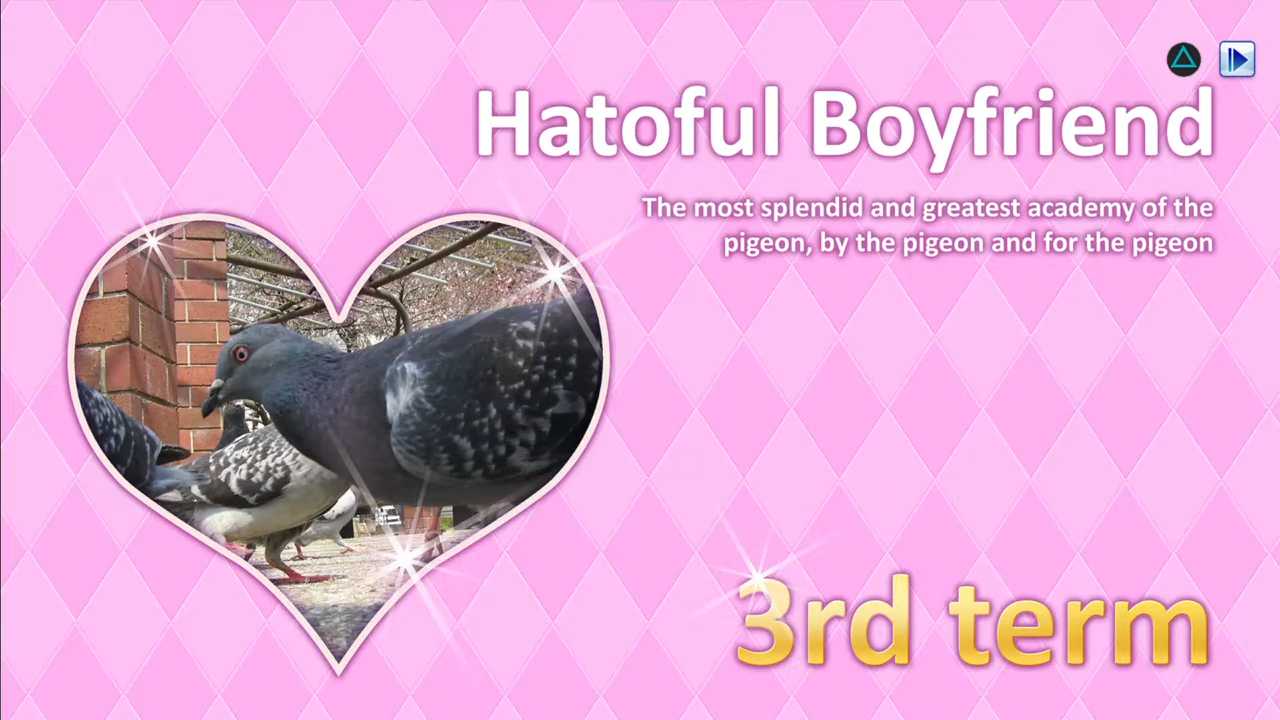 Hatoful Boyfriend
The most splendid and greatest academy of the
pigeon, by the pigeon and for the pigeon
3rd term